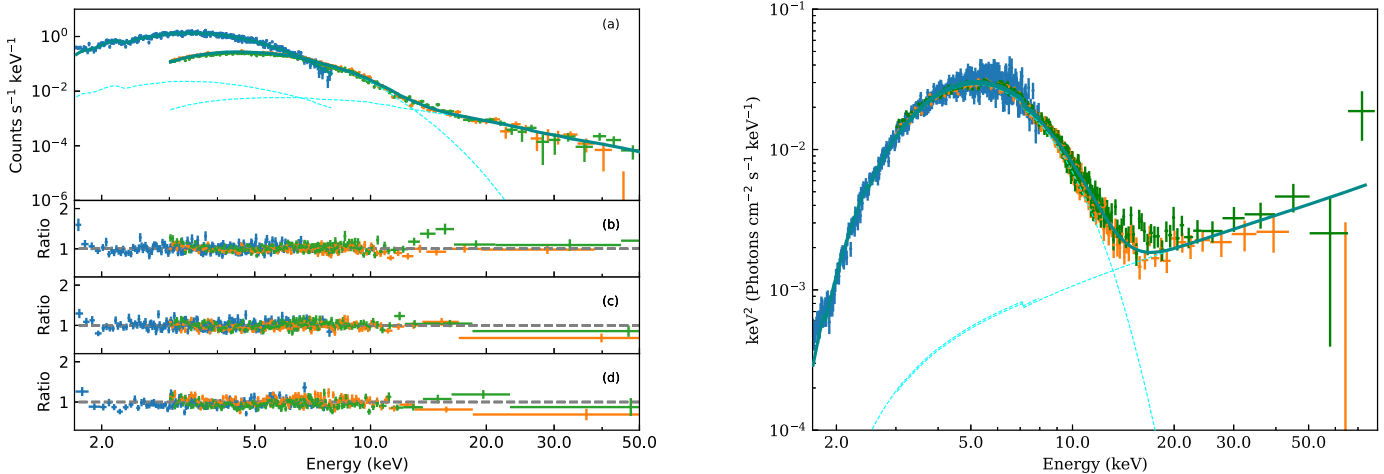 (a)
Counts s⁻¹ keV⁻¹
10⁰
10⁻²
10⁻⁴
10⁻⁶
(b)
Ratio
2
1
(c)
Ratio
2
1
(d)
Ratio
2
1
2.0 5.0 10.0 20.0 30.0 50.0
Energy (keV)
keV² (Photons cm⁻² s⁻¹ keV⁻¹)
10⁻¹
10⁻²
10⁻³
10⁻⁴
2.0 5.0 10.0 20.0 30.0 50.0
Energy (keV)